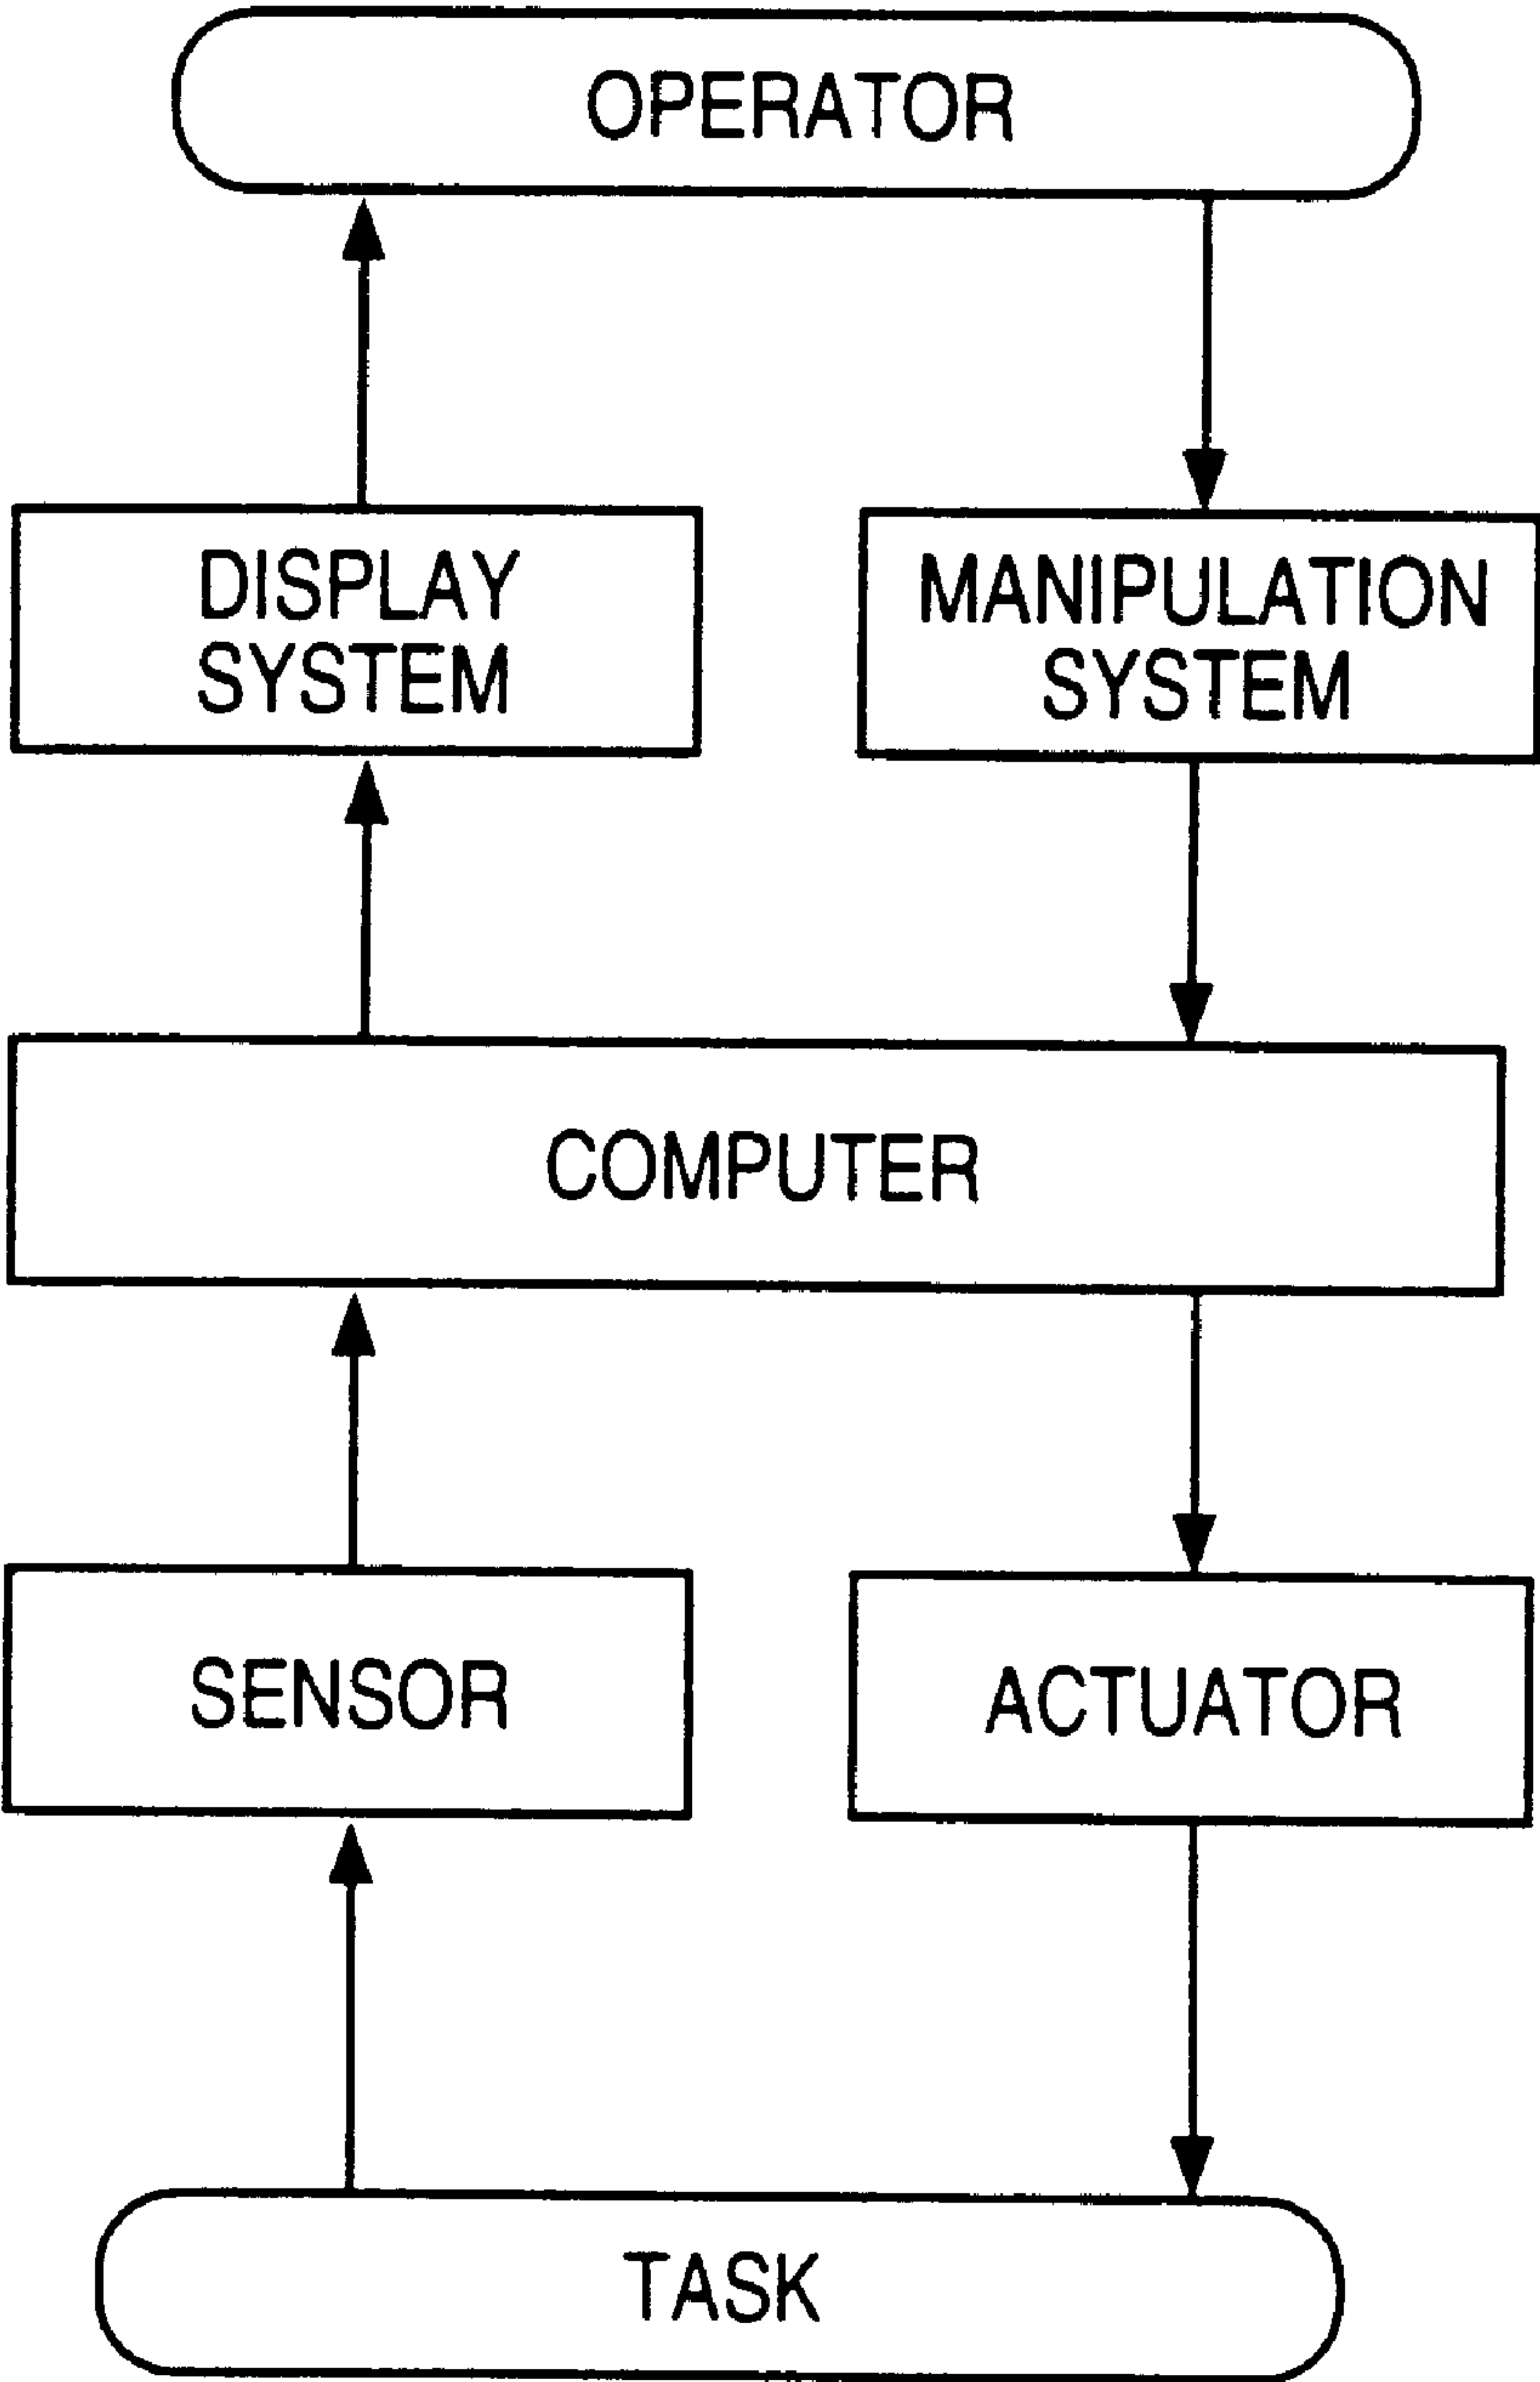 OPERATOR
DISPLAY
SYSTEM
MANIPULATION
SYSTEM
COMPUTER
SENSOR
ACTUATOR
TASK